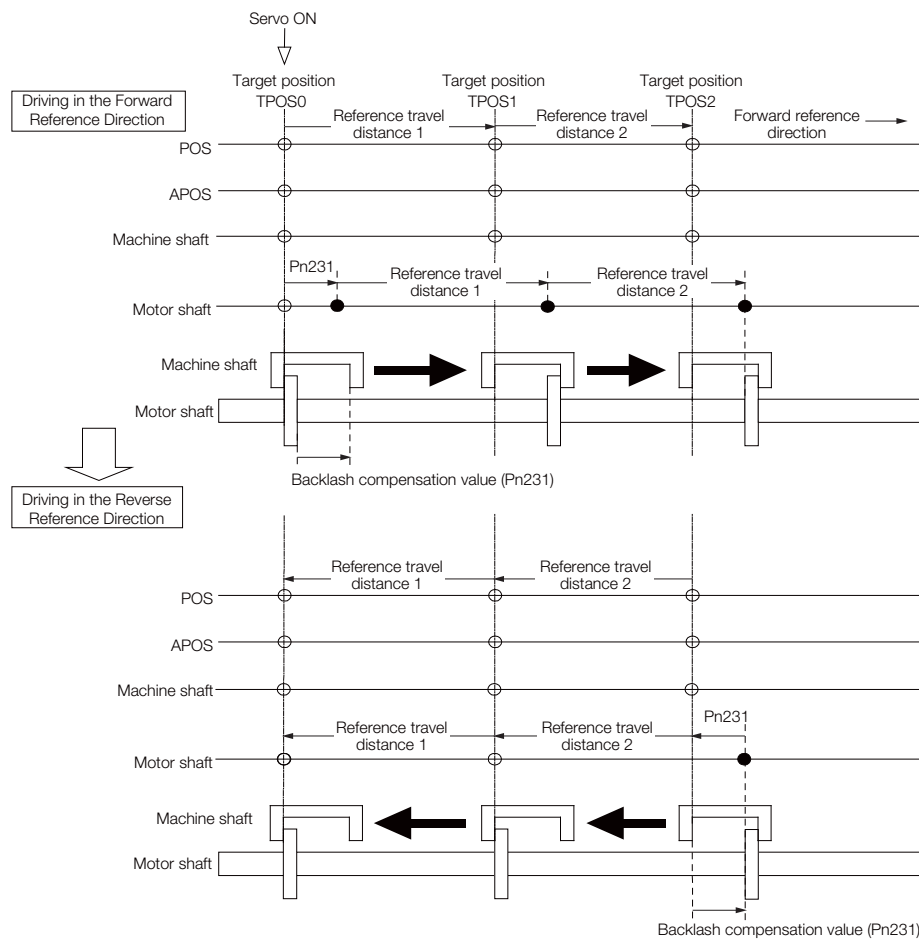 Servo ON
Target position
TPOS0
Target position
TPOS1
Target position
TPOS2
Driving in the Forward
Reference Direction
Reference travel
distance 1
Reference travel
distance 2
Forward reference
direction
POS
APOS
Machine shaft
Pn231
Reference travel
distance 1
Reference travel
distance 2
Motor shaft
Machine shaft
Motor shaft
Backlash compensation value (Pn231)
Driving in the Reverse
Reference Direction
Reference travel
distance 1
Reference travel
distance 2
POS
APOS
Machine shaft
Reference travel
distance 1
Reference travel
distance 2
Pn231
Motor shaft
Machine shaft
Motor shaft
Backlash compensation value (Pn231)